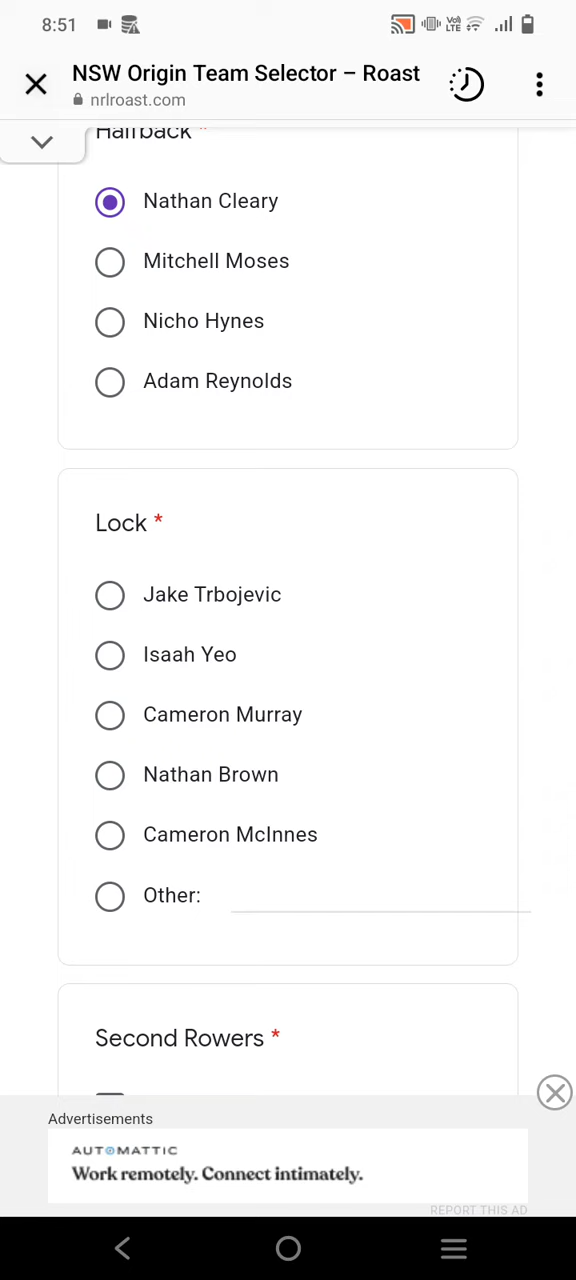 8:51
NSW Origin Team Selector – Roast
nrlroast.com
Halfback *
Nathan Cleary
Mitchell Moses
Nicho Hynes
Adam Reynolds
Lock *
Jake Trbojevic
Isaah Yeo
Cameron Murray
Nathan Brown
Cameron McInnes
Other:
Second Rowers *
Advertisements
AUTOMATTIC
Work remotely. Connect intimately.
REPORT THIS AD